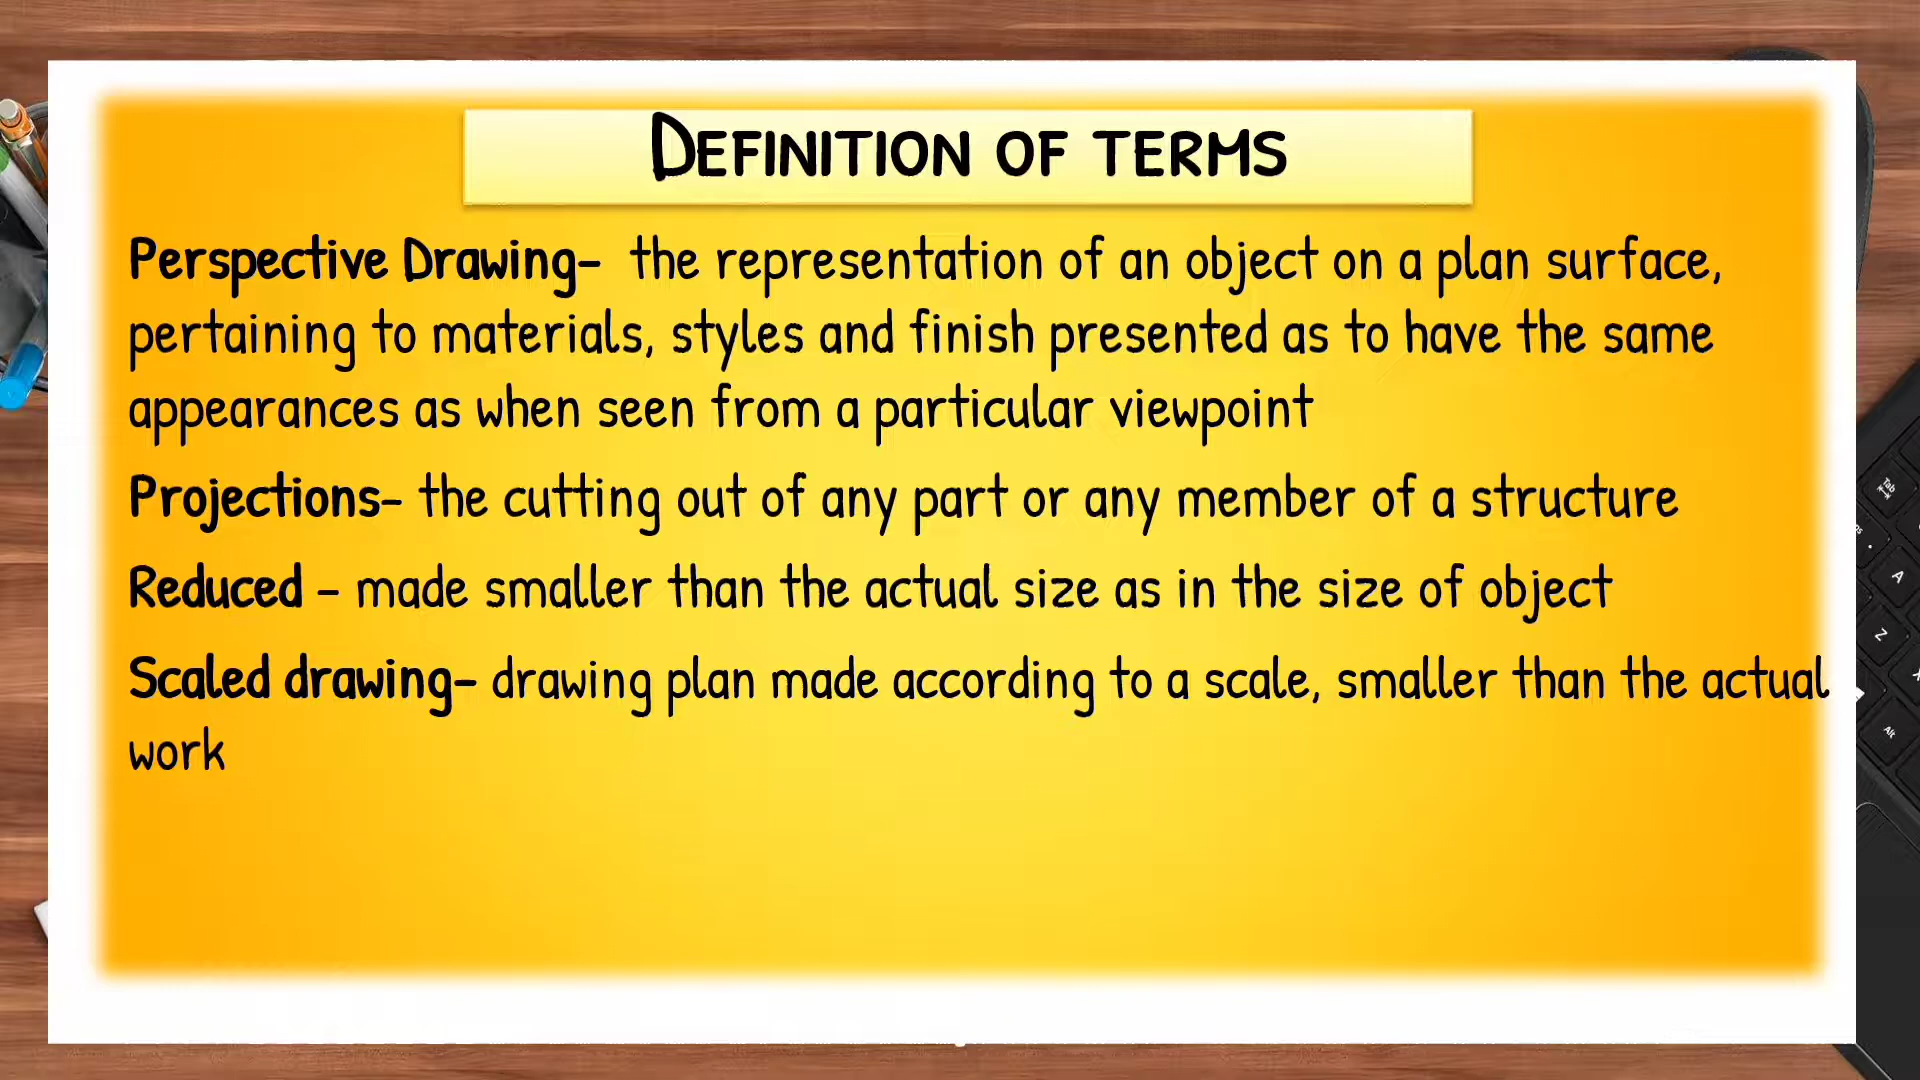 DEFINITION OF TERMS
Perspective Drawing- the representation of an object on a plan surface,
pertaining to materials, styles and finish presented as to have the same
appearances as when seen from a particular viewpoint
Projections- the cutting out of any part or any member of a structure
Reduced - made smaller than the actual size as in the size of object
Scaled drawing- drawing plan made according to a scale, smaller than the actual
work
Tab
A
Z
Alt